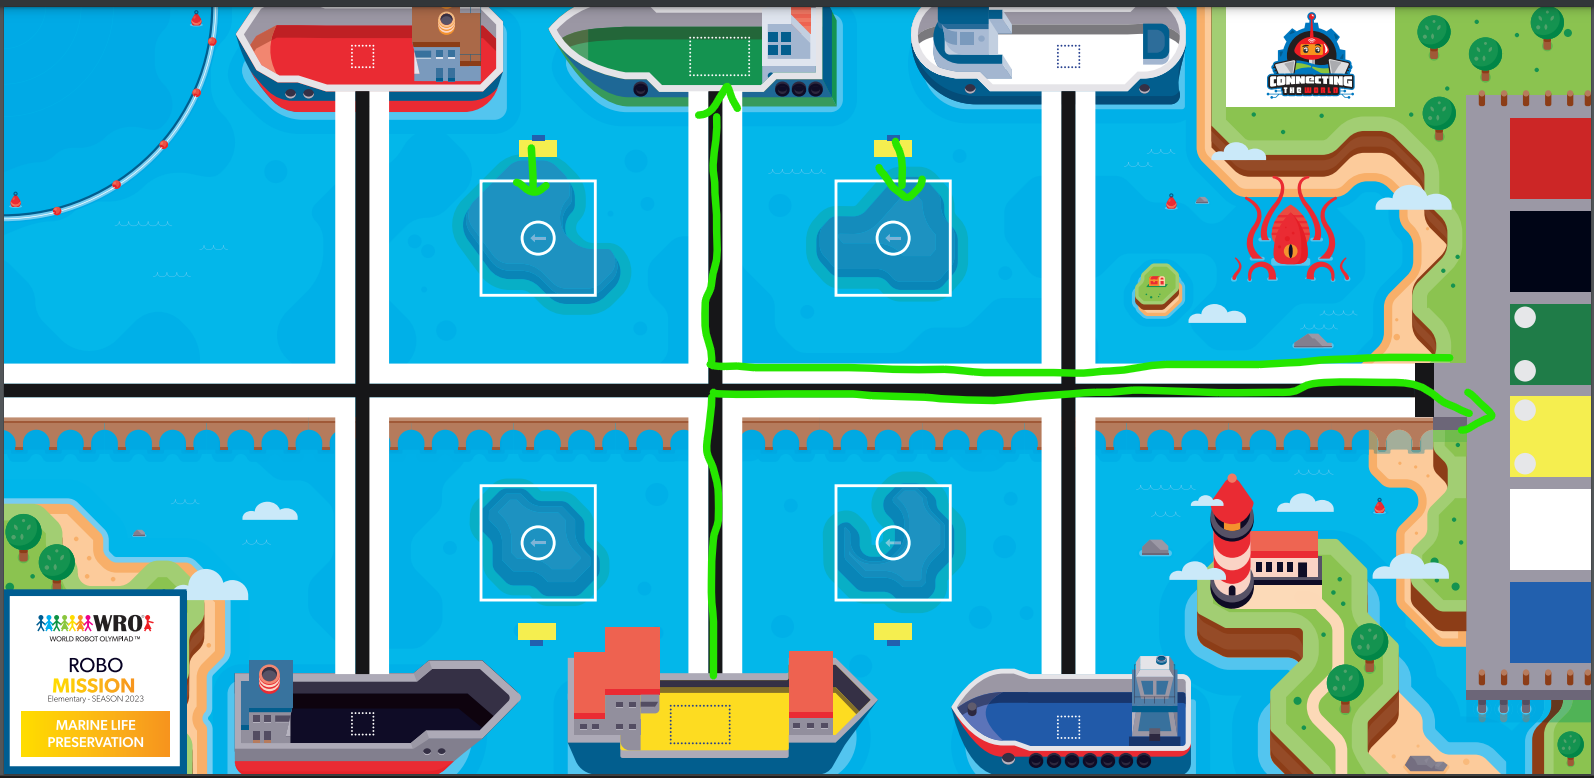 CONNECTING
THE WORLD
WRO
WORLD ROBOT OLYMPIAD™
ROBO
MISSION
Elementary - SEASON 2023
MARINE LIFE
PRESERVATION